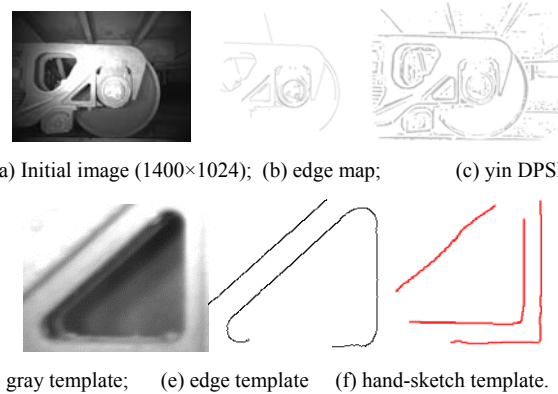 a) Initial image (1400×1024); (b) edge map; (c) yin DPS
gray template; (e) edge template (f) hand-sketch template.